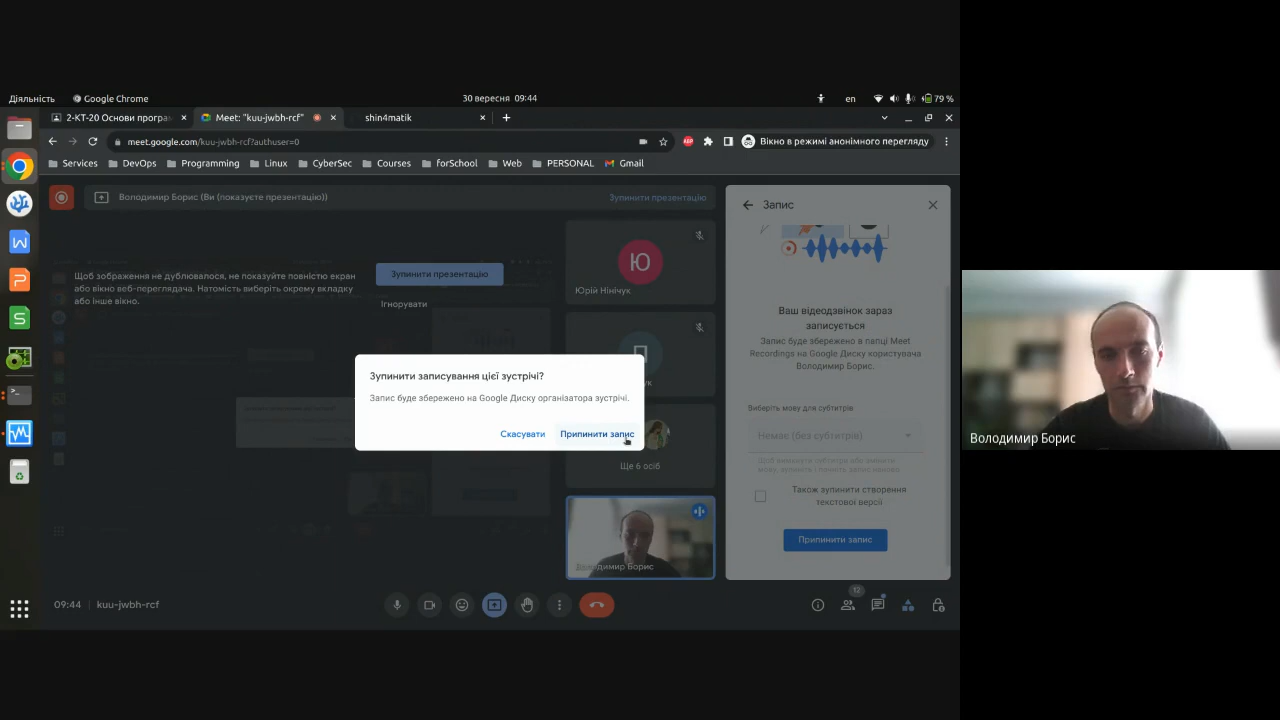 Діяльність
Google Chrome
30 вересня 09:44
en
79 %
2-КТ-20 Основи програ
Meet: "kuu-jwbh-rcf"
shin4matik
meet.google.com/kuu-jwbh-rcf?authuser=0
ABP
Вікно в режимі анонімного перегляду
Services
DevOps
Programming
Linux
CyberSec
Courses
forSchool
Web
PERSONAL
Gmail
Володимир Борис (Ви (показуєте презентацію))
Зупинити презентацію
Запис
Щоб зображення не дублювалося, не показуйте повністю екран
або вікно веб-переглядача. Натомість виберіть окрему вкладку
або інше вікно.
Зупинити презентацію
Ігнорувати
Ю
Юрій Нінічук
Ваш відеодзвінок зараз
записується
Запис буде збережено в папці Meet
Recordings на Google Диску користувача
Володимир Борис.
Зупинити записування цієї зустрічі?
Запис буде збережено на Google Диску організатора зустрічі.
Скасувати
Припинити запис
Ще 6 осіб
Виберіть мову для субтитрів
Немає (без субтитрів)
Також зупинити створення
текстової версії
Припинити запис
Володимир Борис
09:44
kuu-jwbh-rcf
12
Володимир Борис